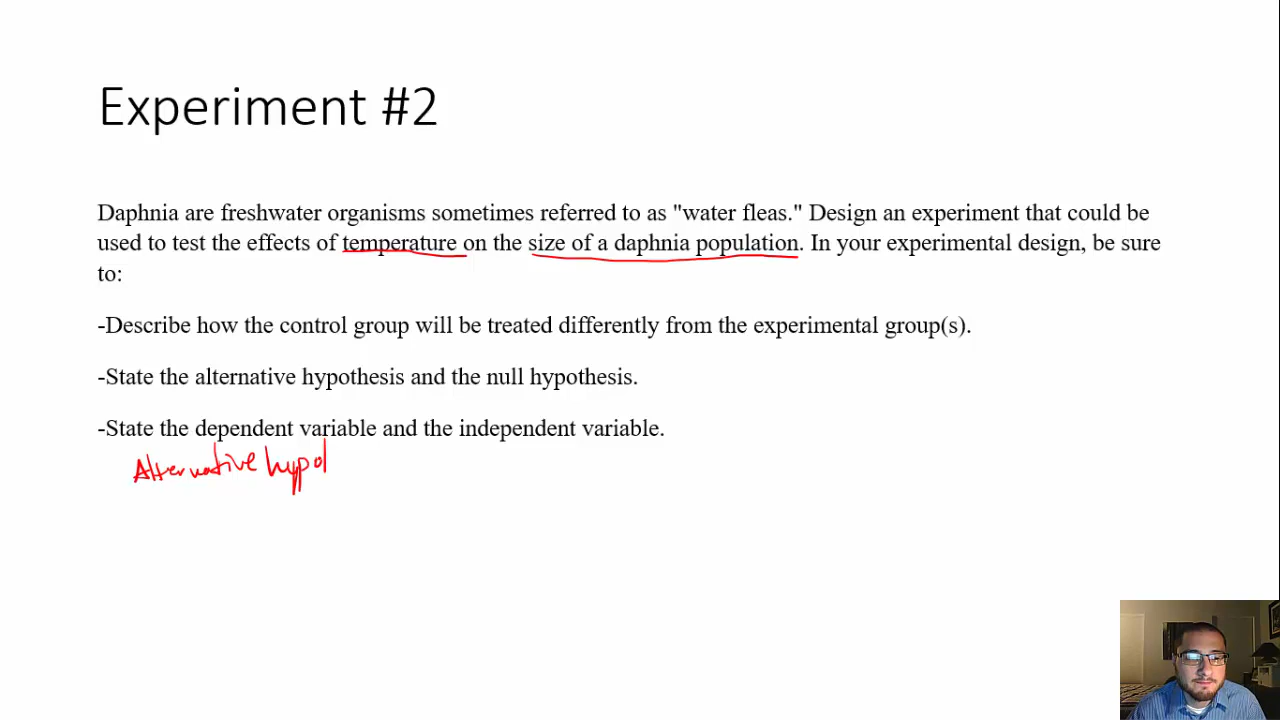 Experiment #2
Daphnia are freshwater organisms sometimes referred to as "water fleas." Design an experiment that could be
used to test the effects of temperature on the size of a daphnia population. In your experimental design, be sure
to:
-Describe how the control group will be treated differently from the experimental group(s).
-State the alternative hypothesis and the null hypothesis.
-State the dependent variable and the independent variable.
Alternative hypol